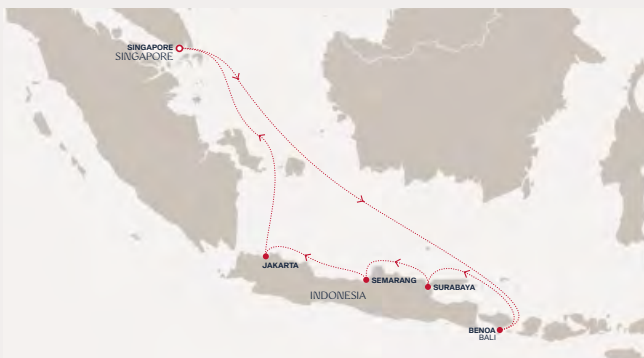 SINGAPORE
SINGAPORE
JAKARTA
SEMARANG
SURABAYA
INDONESIA
BENOA
BALI